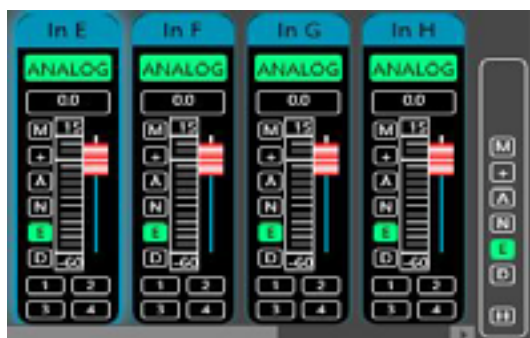 In E In F In G In H
ANALOG ANALOG ANALOG ANALOG
0.0 0.0 0.0 0.0
M 15 M 15 M 15 M 15
M
+ + + +
+
A A A A
A
N N N N
N
E E E E
E
D -60 D -60 D -60 D -60
D
1 2 1 2 1 2 1 2
3 4 3 4 3 4 3 4